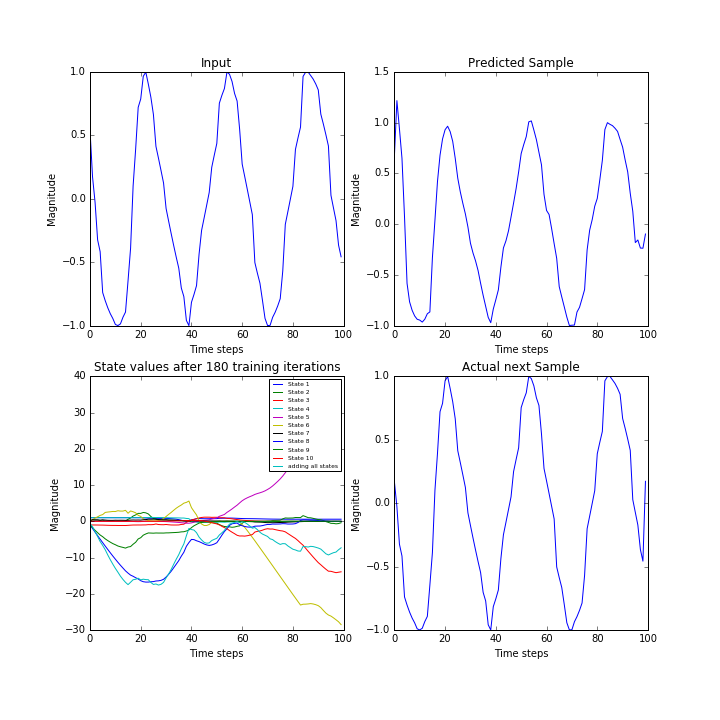 Input
Magnitude
1.0
0.5
0.0
−0.5
−1.0
0 20 40 60 80 100
Time steps
Predicted Sample
Magnitude
1.5
1.0
0.5
0.0
−0.5
−1.0
0 20 40 60 80 100
Time steps
State values after 180 training iterations
Magnitude
40
30
20
10
0
−10
−20
−30
0 20 40 60 80 100
Time steps
State 1
State 2
State 3
State 4
State 5
State 6
State 7
State 8
State 9
State 10
adding all states
Actual next Sample
Magnitude
1.0
0.5
0.0
−0.5
−1.0
0 20 40 60 80 100
Time steps